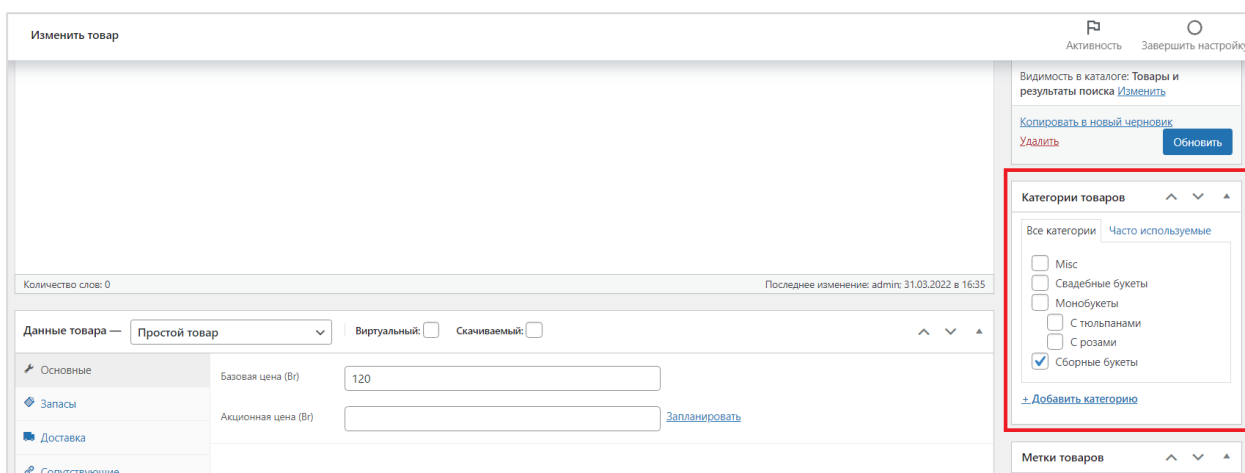 Изменить товар
Активность
Завершить настройку
Видимость в каталоге: Товары и
результаты поиска Изменить
Копировать в новый черновик
Удалить
Обновить
Категории товаров
Все категории
Часто используемые
Misc
Свадебные букеты
Монобукеты
С тюльпанами
С розами
Сборные букеты
+ Добавить категорию
Метки товаров
Количество слов: 0
Последнее изменение: admin; 31.03.2022 в 16:35
Данные товара —
Простой товар
Виртуальный:
Скачиваемый:
Основные
Запасы
Доставка
Сопутствующие
Базовая цена (Br)
120
Акционная цена (Br)
Запланировать